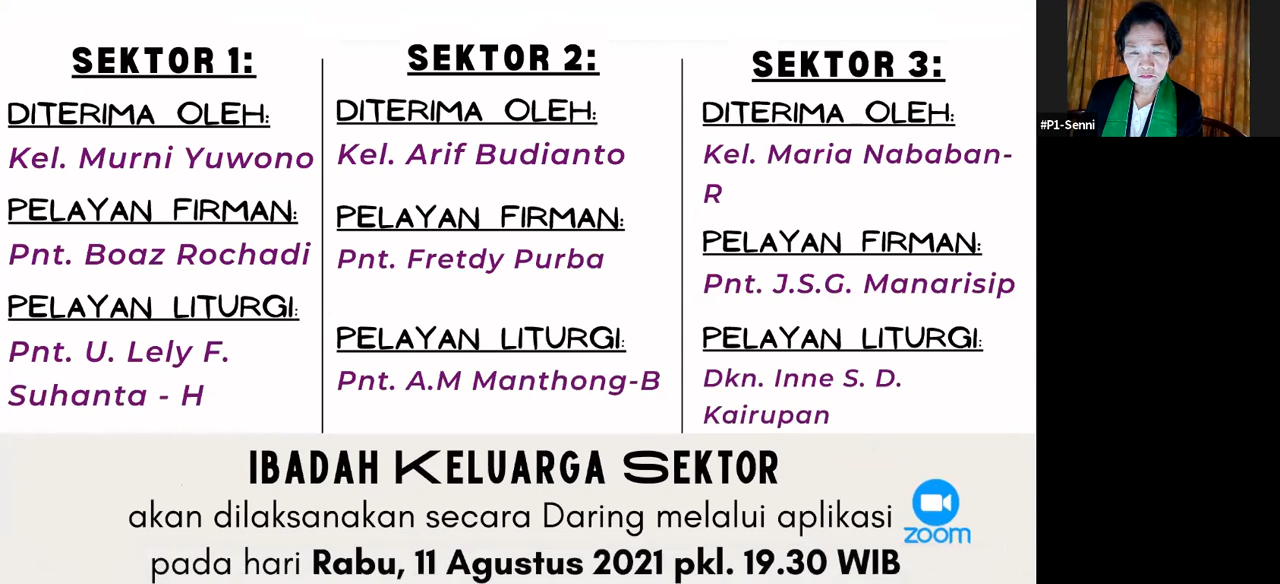 SEKTOR 1:
DITERIMA OLEH:
Kel. Murni Yuwono
PELAYAN FIRMAN:
Pnt. Boaz Rochadi
PELAYAN LITURGI:
Pnt. U. Lely F.
Suhanta - H
SEKTOR 2:
DITERIMA OLEH:
Kel. Arif Budianto
PELAYAN FIRMAN:
Pnt. Fretdy Purba
PELAYAN LITURGI:
Pnt. A.M Manthong-B
SEKTOR 3:
DITERIMA OLEH:
Kel. Maria Nababan-
R
PELAYAN FIRMAN:
Pnt. J.S.G. Manarisip
PELAYAN LITURGI:
Dkn. Inne S. D.
Kairupan
IBADAH KELUARGA SEKTOR
akan dilaksanakan secara Daring melalui aplikasi
zoom
pada hari Rabu, 11 Agustus 2021 pkl. 19.30 WIB
#P1-Senni